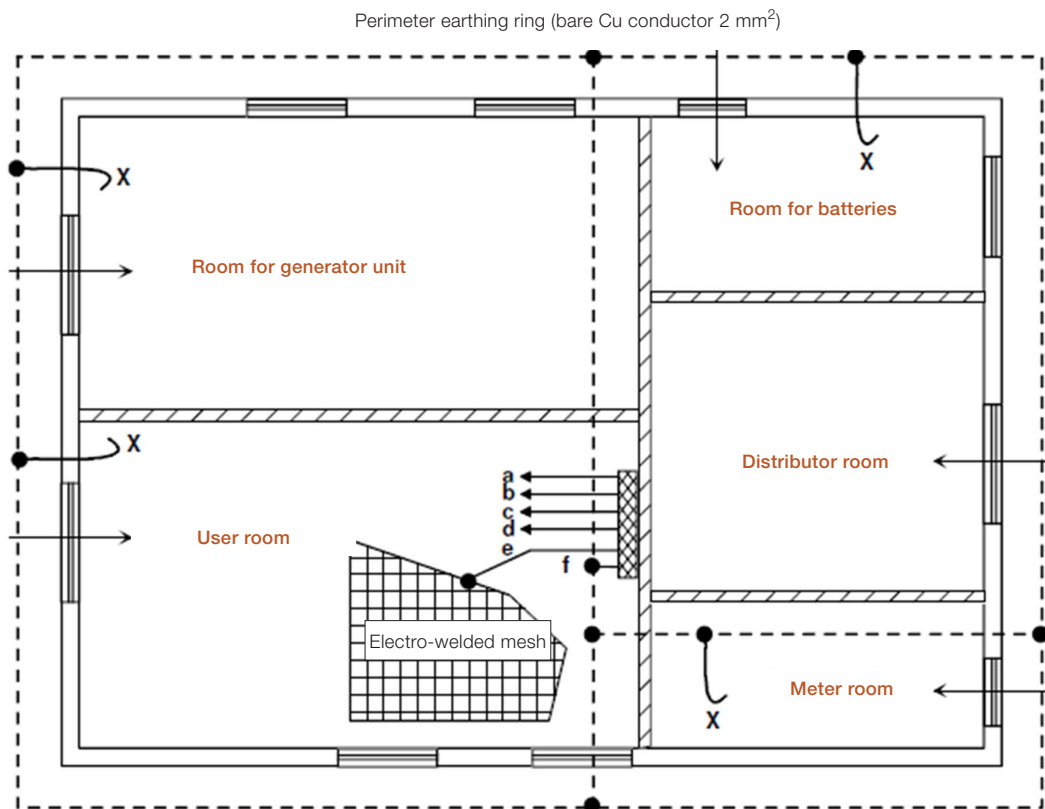 Perimeter earthing ring (bare Cu conductor 2 mm²)
X
X
Room for batteries
Room for generator unit
X
a
b
c
d
e
f
Distributor room
User room
Electro-welded mesh
Meter room
X